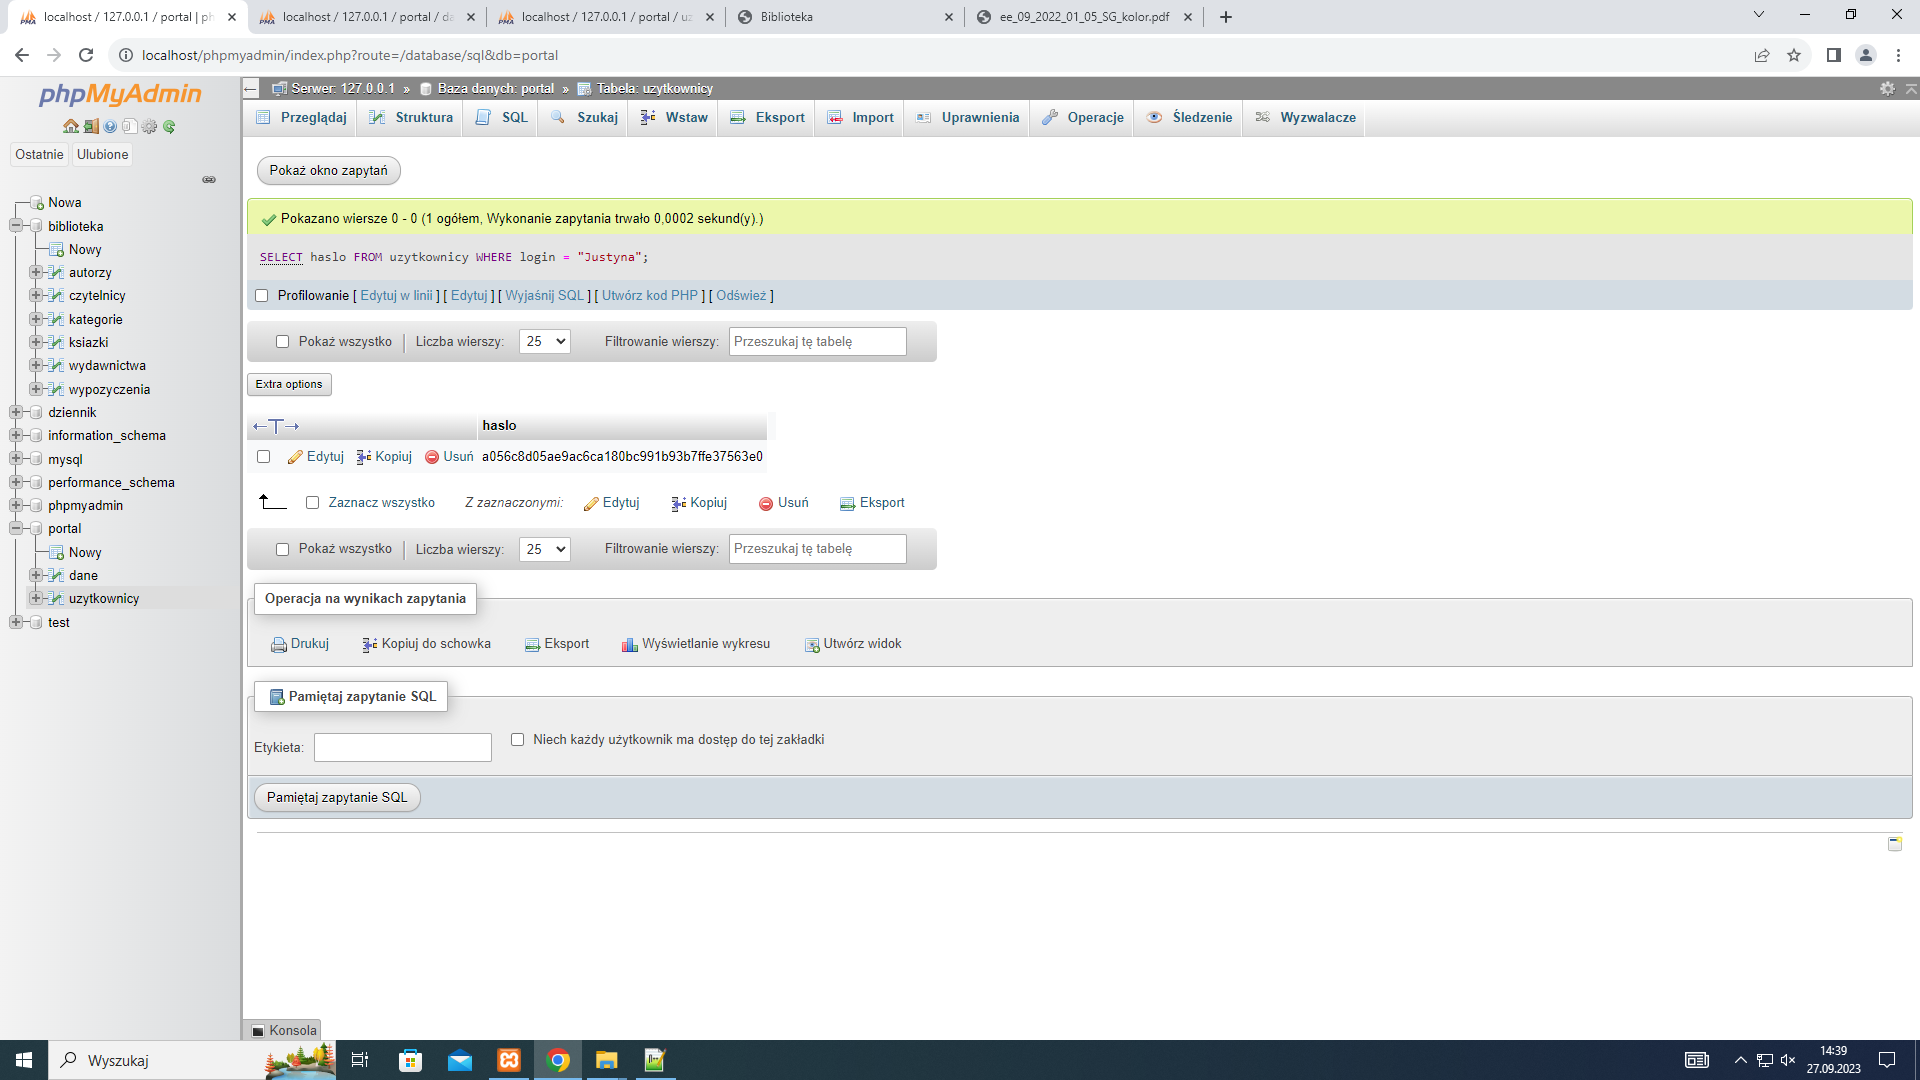 localhost / 127.0.0.1 / portal | ph
localhost / 127.0.0.1 / portal / da
localhost / 127.0.0.1 / portal / uz
Biblioteka
ee_09_2022_01_05_SG_kolor.pdf
localhost/phpmyadmin/index.php?route=/database/sql&db=portal
phpMyAdmin
Ostatnie
Ulubione
Nowa
biblioteka
Nowy
autorzy
czytelnicy
kategorie
ksiazki
wydawnictwa
wypozyczenia
dziennik
information_schema
mysql
performance_schema
phpmyadmin
portal
Nowy
dane
uzytkownicy
test
Serwer: 127.0.0.1 » Baza danych: portal » Tabela: uzytkownicy
Przeglądaj Struktura SQL Szukaj Wstaw Eksport Import Uprawnienia Operacje Śledzenie Wyzwalacze
Pokaż okno zapytań
Pokazano wiersze 0 - 0 (1 ogółem, Wykonanie zapytania trwało 0,0002 sekund(y).)
SELECT haslo FROM uzytkownicy WHERE login = "Justyna";
Profilowanie [ Edytuj w linii ] [ Edytuj ] [ Wyjaśnij SQL ] [ Utwórz kod PHP ] [ Odśwież ]
Pokaż wszystko Liczba wierszy: 25 Filtrowanie wierszy: Przeszukaj tę tabelę
Extra options
←T→ haslo
Edytuj Kopiuj Usuń a056c8d05ae9ac6ca180bc991b93b7ffe37563e0
Zaznacz wszystko Z zaznaczonymi: Edytuj Kopiuj Usuń Eksport
Pokaż wszystko Liczba wierszy: 25 Filtrowanie wierszy: Przeszukaj tę tabelę
Operacja na wynikach zapytania
Drukuj Kopiuj do schowka Eksport Wyświetlanie wykresu Utwórz widok
Pamiętaj zapytanie SQL
Etykieta: Niech każdy użytkownik ma dostęp do tej zakładki
Pamiętaj zapytanie SQL
Konsola
Wyszukaj
14:39
27.09.2023